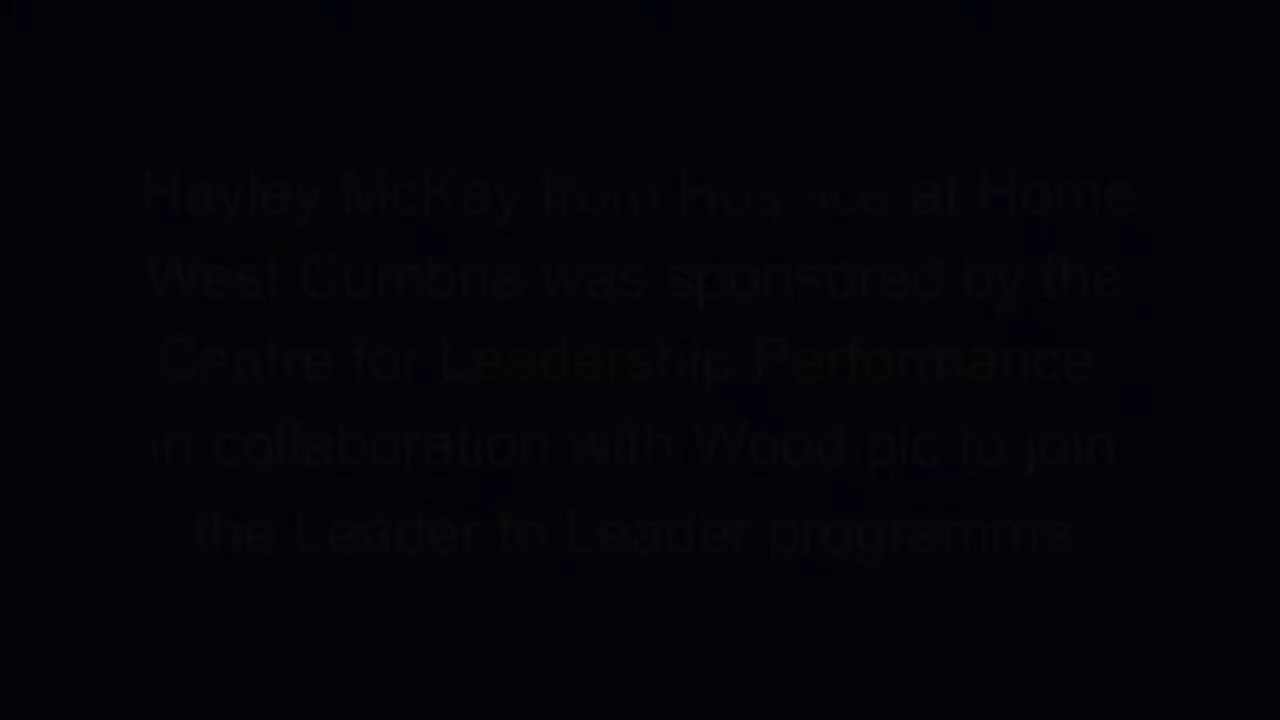 Hayley McKay from Hospice at Home
West Cumbria was sponsored by the
Centre for Leadership Performance
in collaboration with Wood plc to join
the Leader to Leader programme